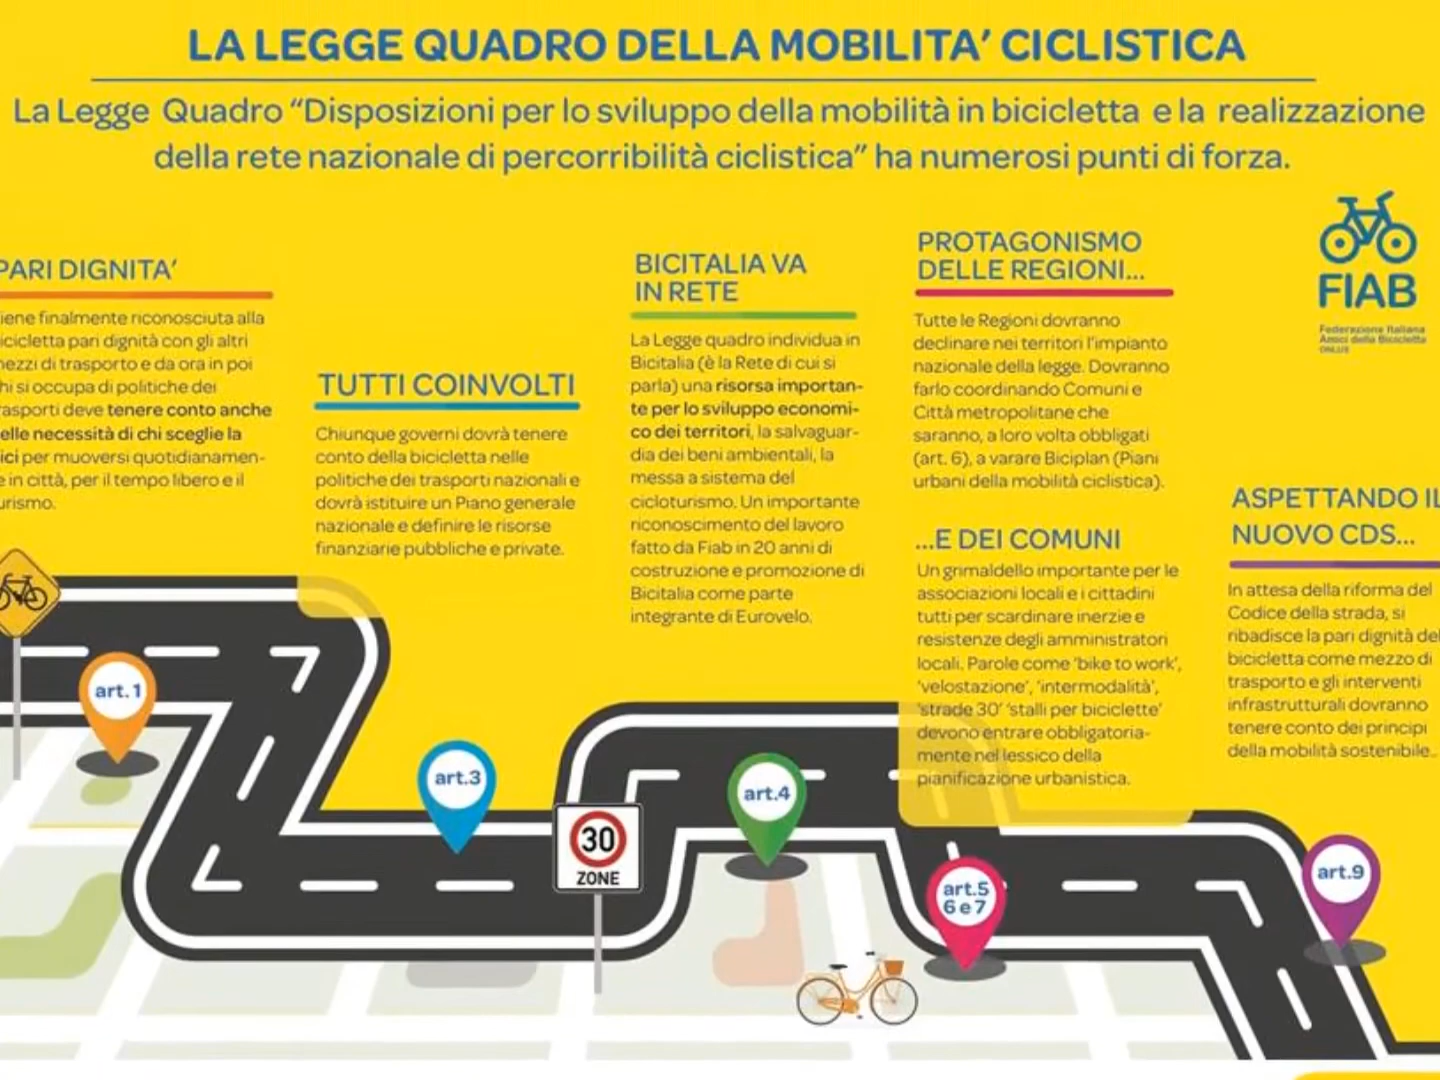 LA LEGGE QUADRO DELLA MOBILITA' CICLISTICA
La Legge Quadro "Disposizioni per lo sviluppo della mobilità in bicicletta e la realizzazione
della rete nazionale di percorribilità ciclistica" ha numerosi punti di forza.
PARI DIGNITA'
iene finalmente riconosciuta alla
icicletta pari dignità con gli altri
nezzi di trasporto e da ora in poi
hi si occupa di politiche dei
rasporti deve tenere conto anche
elle necessità di chi sceglie la
ici per muoversi quotidianamen-
e in città, per il tempo libero e il
urismo.
TUTTI COINVOLTI
Chiunque governi dovrà tenere
conto della bicicletta nelle
politiche dei trasporti nazionali e
dovrà istituire un Piano generale
nazionale e definire le risorse
finanziarie pubbliche e private.
BICITALIA VA
IN RETE
La Legge quadro individua in
Bicitalia (è la Rete di cui si
parla) una risorsa importan-
te per lo sviluppo economi-
co dei territori, la salvaguar-
dia dei beni ambientali, la
messa a sistema del
cicloturismo. Un importante
riconoscimento del lavoro
fatto da Fiab in 20 anni di
costruzione e promozione di
Bicitalia come parte
integrante di Eurovelo.
PROTAGONISMO
DELLE REGIONI...
Tutte le Regioni dovranno
declinare nei territori l'impianto
nazionale della legge. Dovranno
farlo coordinando Comuni e
Città metropolitane che
saranno, a loro volta obbligati
(art. 6), a varare Biciplan (Piani
urbani della mobilità ciclistica).
...E DEI COMUNI
Un grimaldello importante per le
associazioni locali e i cittadini
tutti per scardinare inerzie e
resistenze degli amministratori
locali. Parole come 'bike to work',
'velostazione', 'intermodalità',
'strade 30' 'stalli per biciclette'
devono entrare obbligatoria-
mente nel lessico della
pianificazione urbanistica.
FIAB
Federazione Italiana
Amici della Bicicletta
ONLUS
ASPETTANDO IL
NUOVO CDS...
In attesa della riforma del
Codice della strada, si
ribadisce la pari dignità del
bicicletta come mezzo di
trasporto e gli interventi
infrastrutturali dovranno
tenere conto dei principi
della mobilità sostenibile..
art.1
art.3
30
ZONE
art.4
art.5
6 e 7
art.9